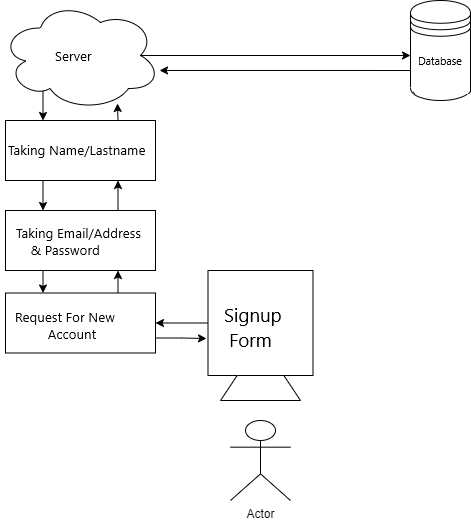 Server
Database
Taking Name/Lastname
Taking Email/Address
& Password
Request For New
Account
Signup
Form
Actor